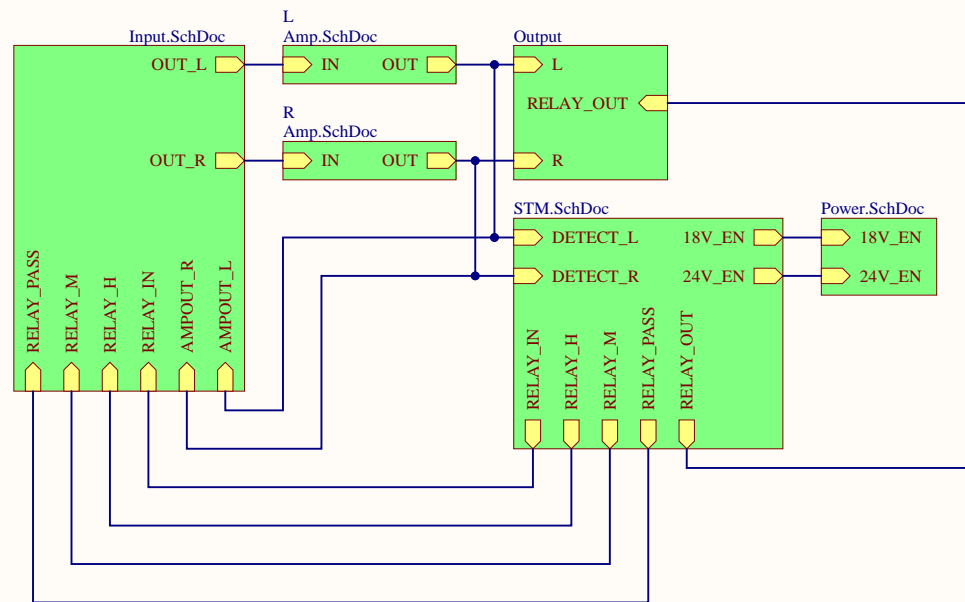 L
Input.SchDoc Amp.SchDoc Output
OUT_L IN OUT L
RELAY_OUT
R
Amp.SchDoc
OUT_R IN OUT R
STM.SchDoc Power.SchDoc
DETECT_L 18V_EN 18V_EN
DETECT_R 24V_EN 24V_EN
RELAY_PASS
RELAY_M
RELAY_H
RELAY_IN
AMPOUT_R
AMPOUT_L
RELAY_IN
RELAY_H
RELAY_M
RELAY_PASS
RELAY_OUT